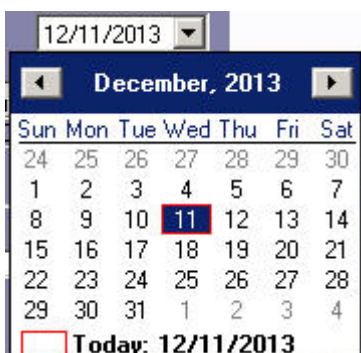 12/11/2013
December, 2013
Sun Mon Tue Wed Thu Fri Sat
24 25 26 27 28 29 30
1 2 3 4 5 6 7
8 9 10 11 12 13 14
15 16 17 18 19 20 21
22 23 24 25 26 27 28
29 30 31 1 2 3 4
Today: 12/11/2013